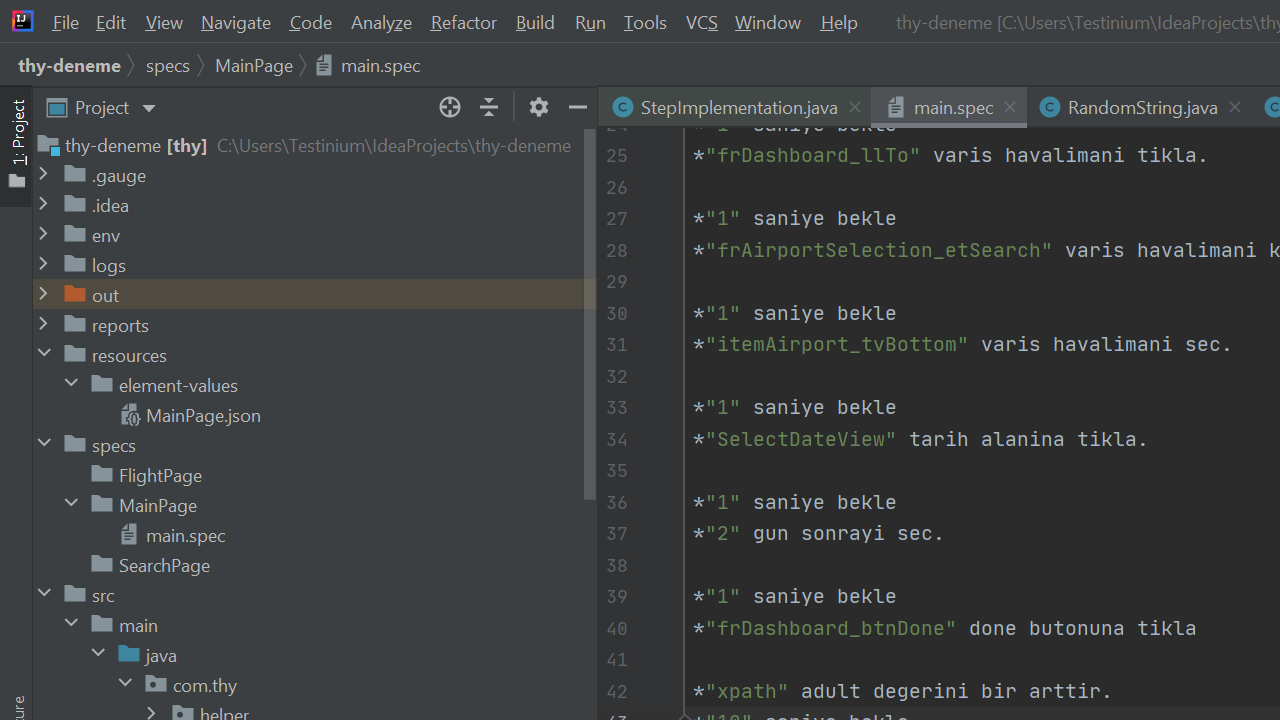 File Edit View Navigate Code Analyze Refactor Build Run Tools VCS Window Help thy-deneme [C:\Users\Testinium\IdeaProjects\thy
thy-deneme specs MainPage main.spec
1: Project
Project
StepImplementation.java main.spec RandomString.java
thy-deneme [thy] C:\Users\Testinium\IdeaProjects\thy-deneme
.gauge
.idea
env
logs
out
reports
resources
element-values
MainPage.json
specs
FlightPage
MainPage
main.spec
SearchPage
src
main
java
com.thy
helper
24 *"1" saniye bekle
25 *"frDashboard_llTo" varis havalimani tikla.
26
27 *"1" saniye bekle
28 *"frAirportSelection_etSearch" varis havalimani k
29
30 *"1" saniye bekle
31 *"itemAirport_tvBottom" varis havalimani sec.
32
33 *"1" saniye bekle
34 *"SelectDateView" tarih alanina tikla.
35
36 *"1" saniye bekle
37 *"2" gun sonrayi sec.
38
39 *"1" saniye bekle
40 *"frDashboard_btnDone" done butonuna tikla
41
42 *"xpath" adult degerini bir arttir.
43 *"10" saniye bekle